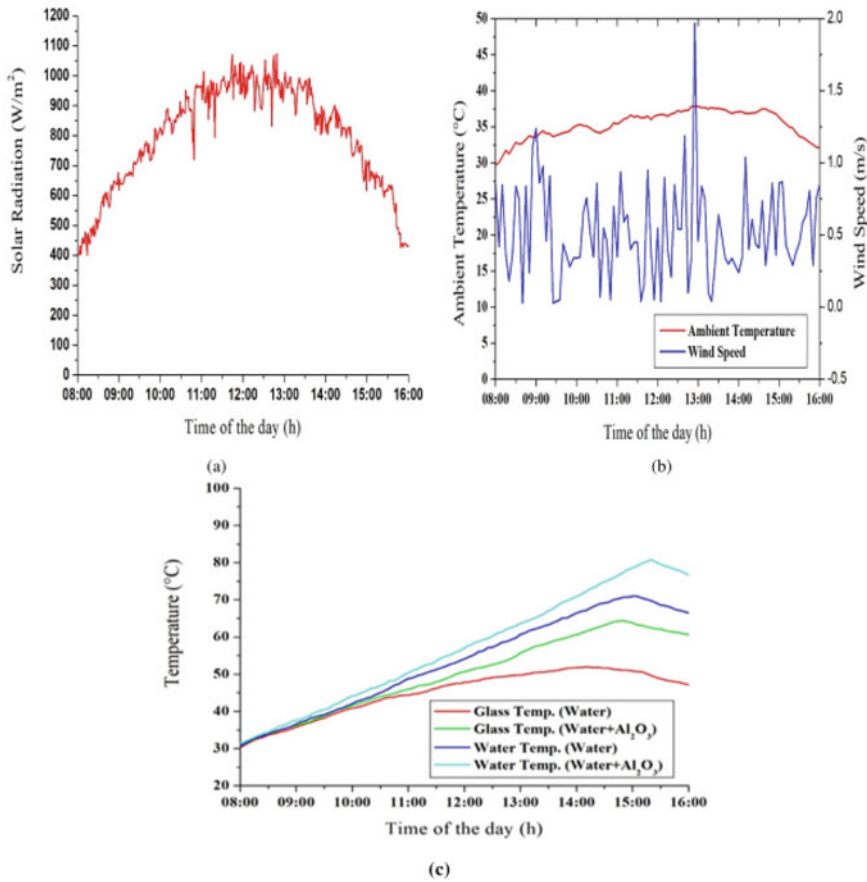 1200
1100
1000
900
800
700
600
500
400
300
200
100
0
Solar Radiation (W/m²)
08:00 09:00 10:00 11:00 12:00 13:00 14:00 15:00 16:00
Time of the day (h)
(a)
50
45
40
35
30
25
20
15
10
5
0
Ambient Temperature (°C)
2.0
1.5
1.0
0.5
0.0
-0.5
Wind Speed (m/s)
Ambient Temperature
Wind Speed
08:00 09:00 10:00 11:00 12:00 13:00 14:00 15:00 16:00
Time of the day (h)
(b)
100
90
80
70
60
50
40
30
20
Temperature (°C)
Glass Temp. (Water)
Glass Temp. (Water+Al₂O₃)
Water Temp. (Water)
Water Temp. (Water+Al₂O₃)
08:00 09:00 10:00 11:00 12:00 13:00 14:00 15:00 16:00
Time of the day (h)
(c)